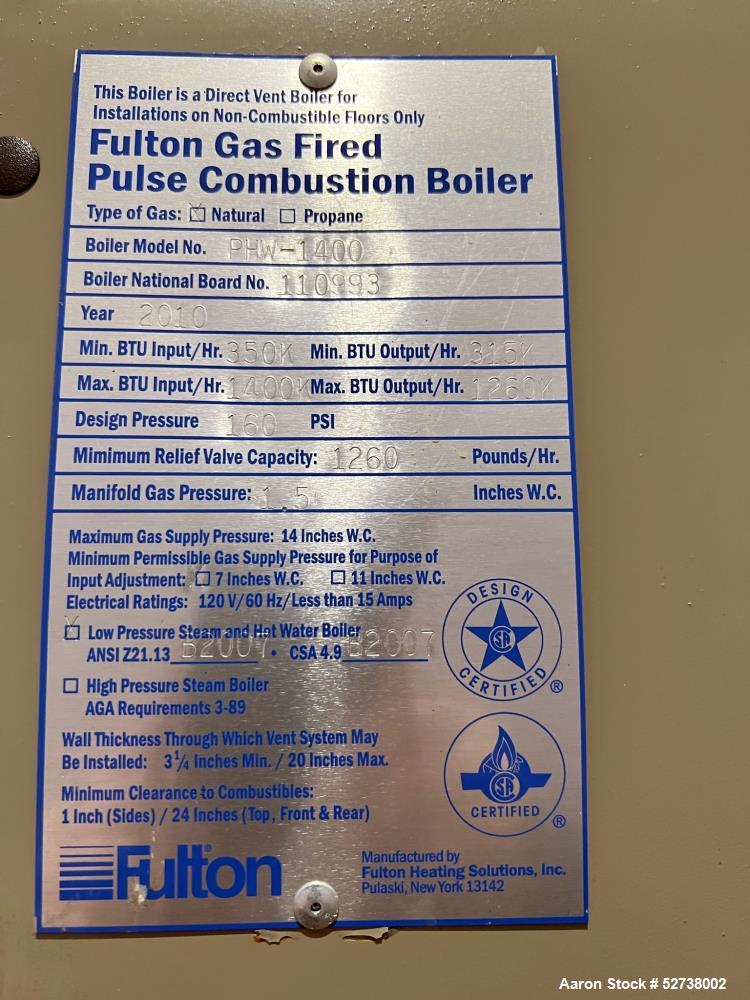 This Boiler is a Direct Vent Boiler for
Installations on Non-Combustible Floors Only
Fulton Gas Fired
Pulse Combustion Boiler
Type of Gas: ☒ Natural ☐ Propane
Boiler Model No. PHW-1400
Boiler National Board No. 110993
Year 2010
Min. BTU Input/Hr. 350K Min. BTU Output/Hr. 315K
Max. BTU Input/Hr. 1400K Max. BTU Output/Hr. 1260K
Design Pressure 160 PSI
Mimimum Relief Valve Capacity: 1260 Pounds/Hr.
Manifold Gas Pressure: 1.5 Inches W.C.
Maximum Gas Supply Pressure: 14 Inches W.C.
Minimum Permissible Gas Supply Pressure for Purpose of
Input Adjustment: ☐ 7 Inches W.C. ☐ 11 Inches W.C.
Electrical Ratings: 120 V/60 Hz/Less than 15 Amps
☒ Low Pressure Steam and Hot Water Boiler
ANSI Z21.13 B2007 • CSA 4.9 B2007
☐ High Pressure Steam Boiler
AGA Requirements 3-89
Wall Thickness Through Which Vent System May
Be Installed: 3 1/4 Inches Min. / 20 Inches Max.
Minimum Clearance to Combustibles:
1 Inch (Sides) / 24 Inches (Top, Front & Rear)
DESIGN
CERTIFIED ®
CERTIFIED ®
Fulton
Manufactured by
Fulton Heating Solutions, Inc.
Pulaski, New York 13142
Aaron Stock # 52738002